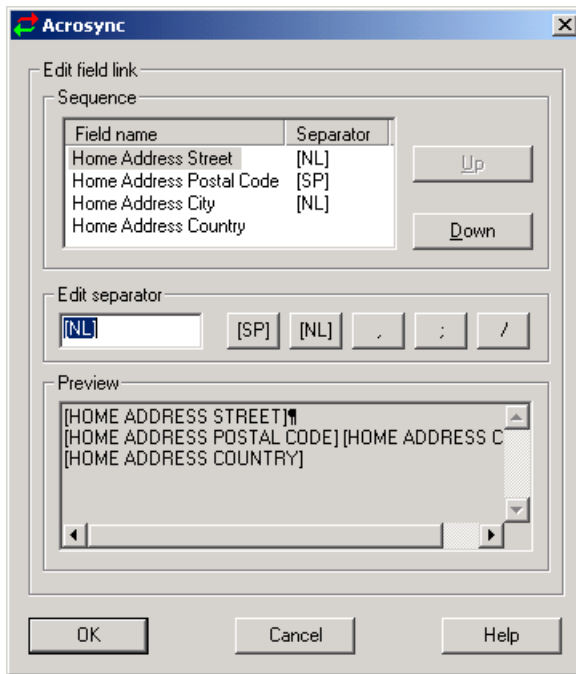 Acrosync
Edit field link
Sequence
Field name Separator
Home Address Street [NL]
Home Address Postal Code [SP]
Home Address City [NL]
Home Address Country
Up
Down
Edit separator
[NL] [SP] [NL] , ; /
Preview
[HOME ADDRESS STREET]¶
[HOME ADDRESS POSTAL CODE] [HOME ADDRESS C
[HOME ADDRESS COUNTRY]
OK Cancel Help